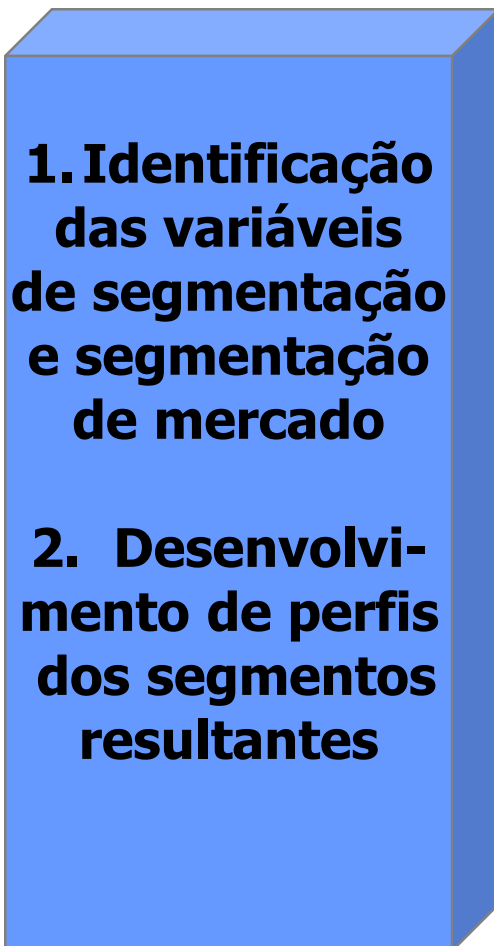 1. Identificação
das variáveis
de segmentação
e segmentação
de mercado
2. Desenvolvi-
mento de perfis
dos segmentos
resultantes